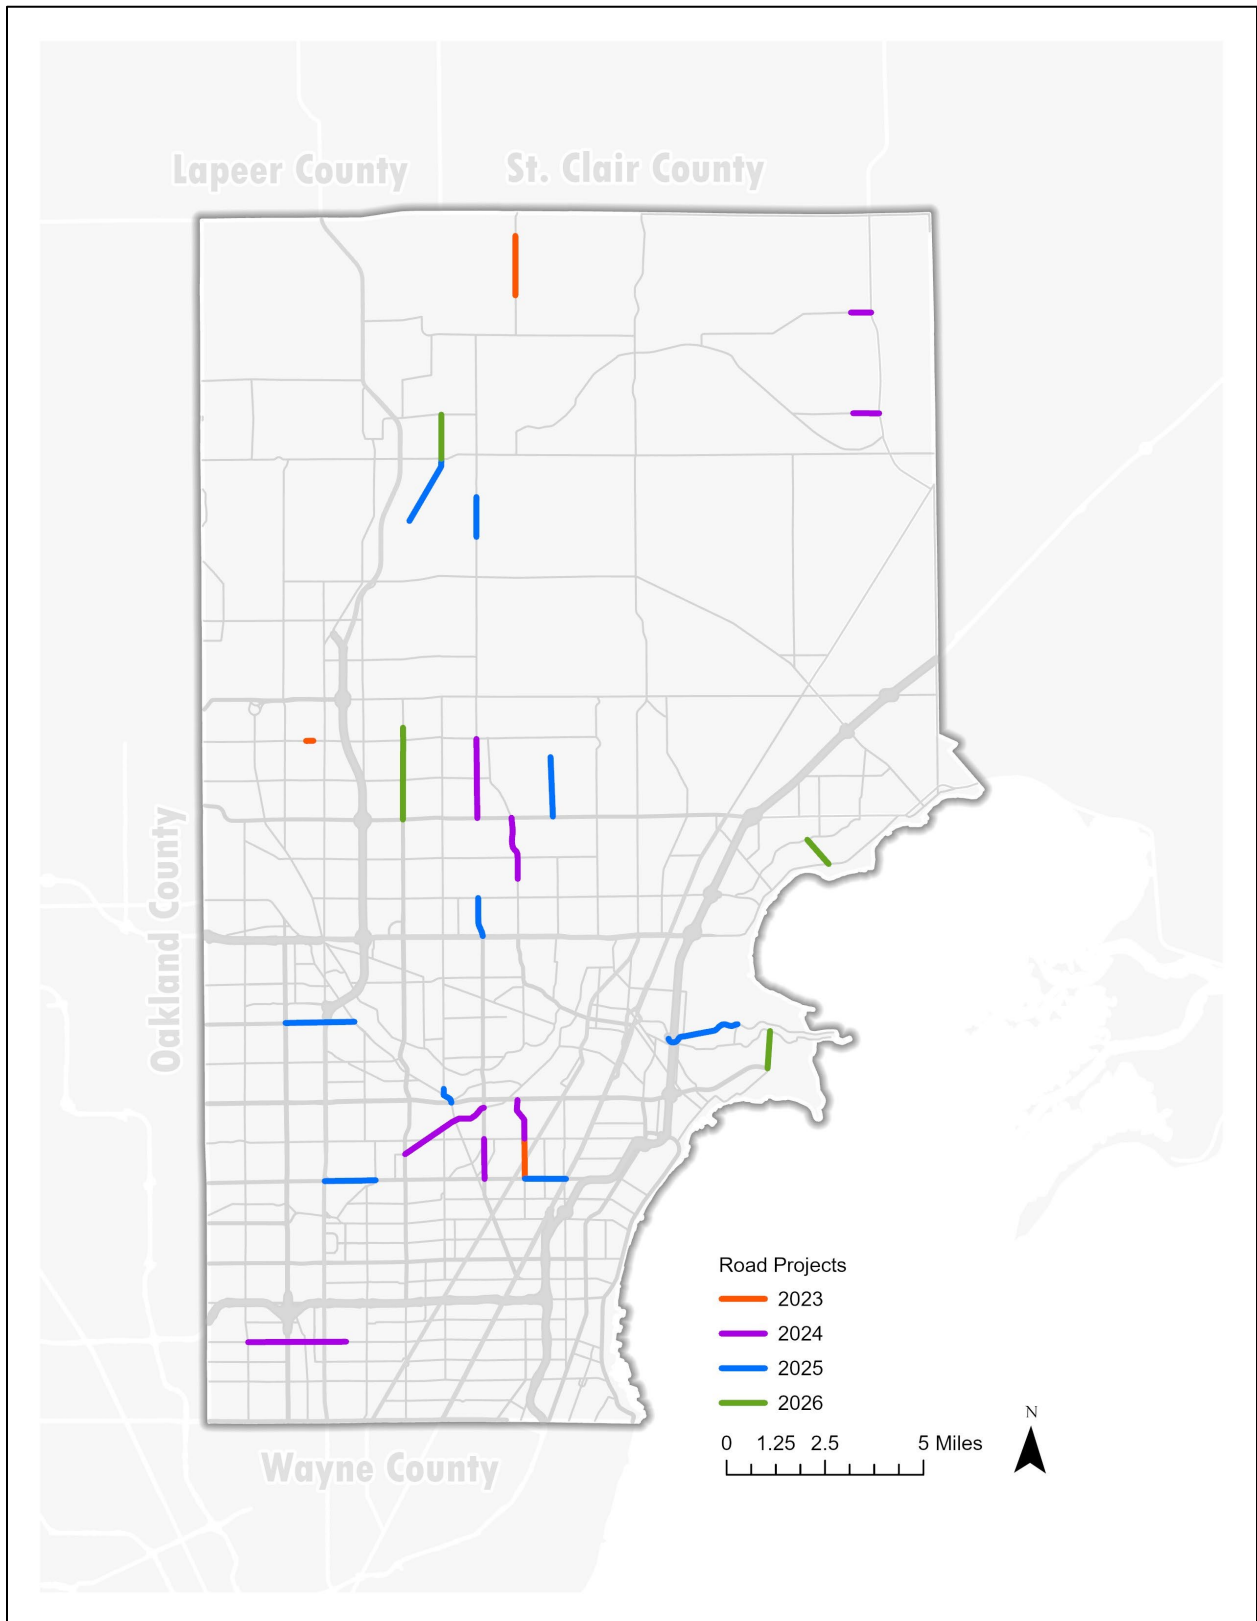 Lapeer County
St. Clair County
Oakland County
Wayne County
Road Projects
2023
2024
2025
2026
0 1.25 2.5 5 Miles
N